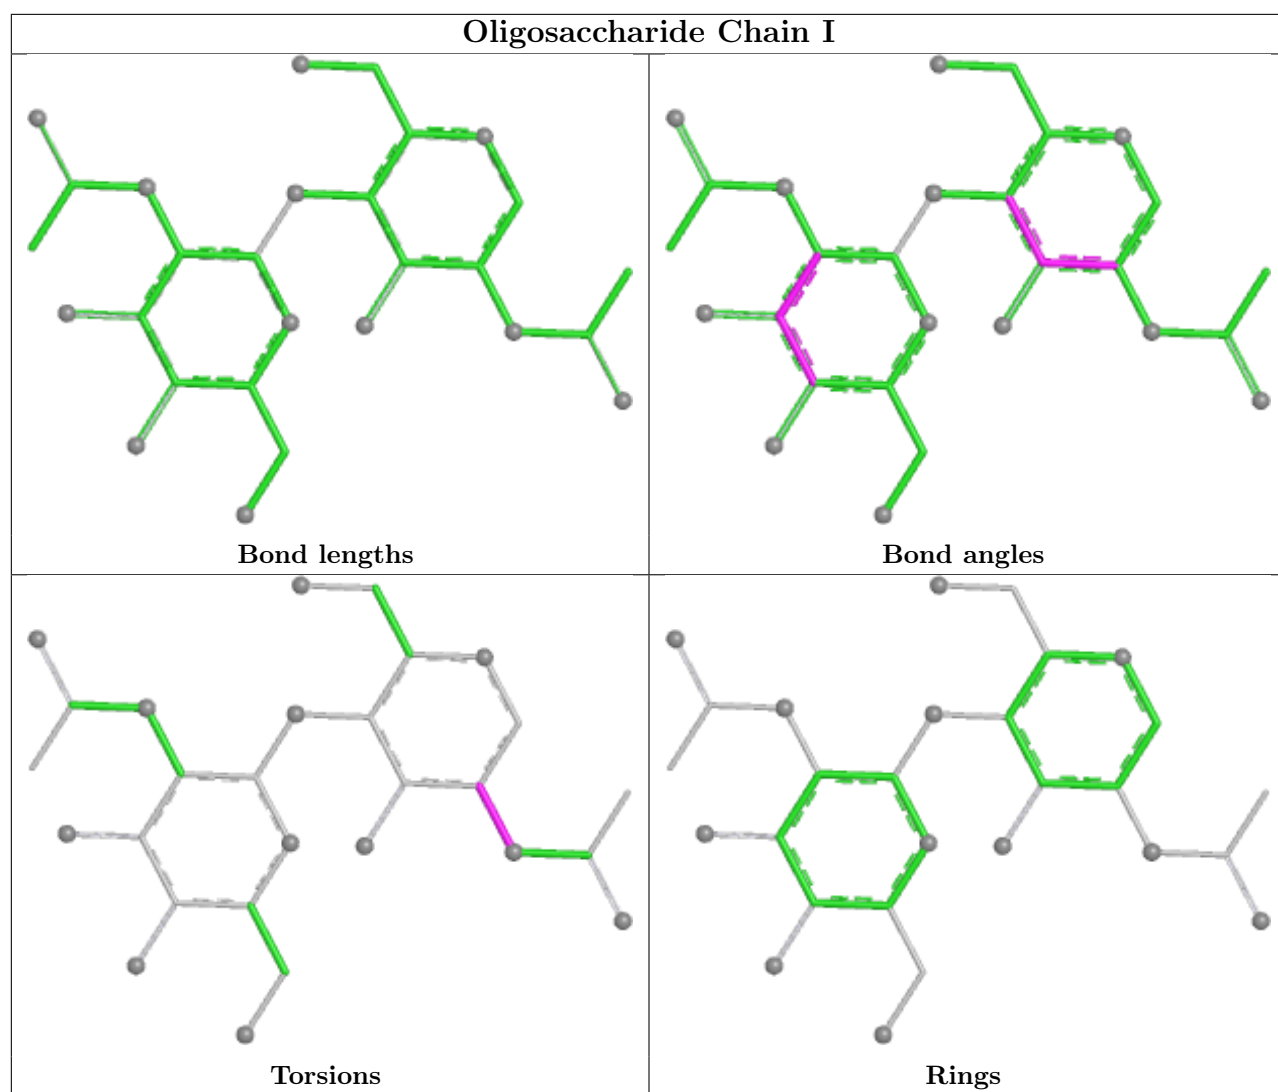 Oligosaccharide Chain I
Bond lengths
Bond angles
Torsions
Rings